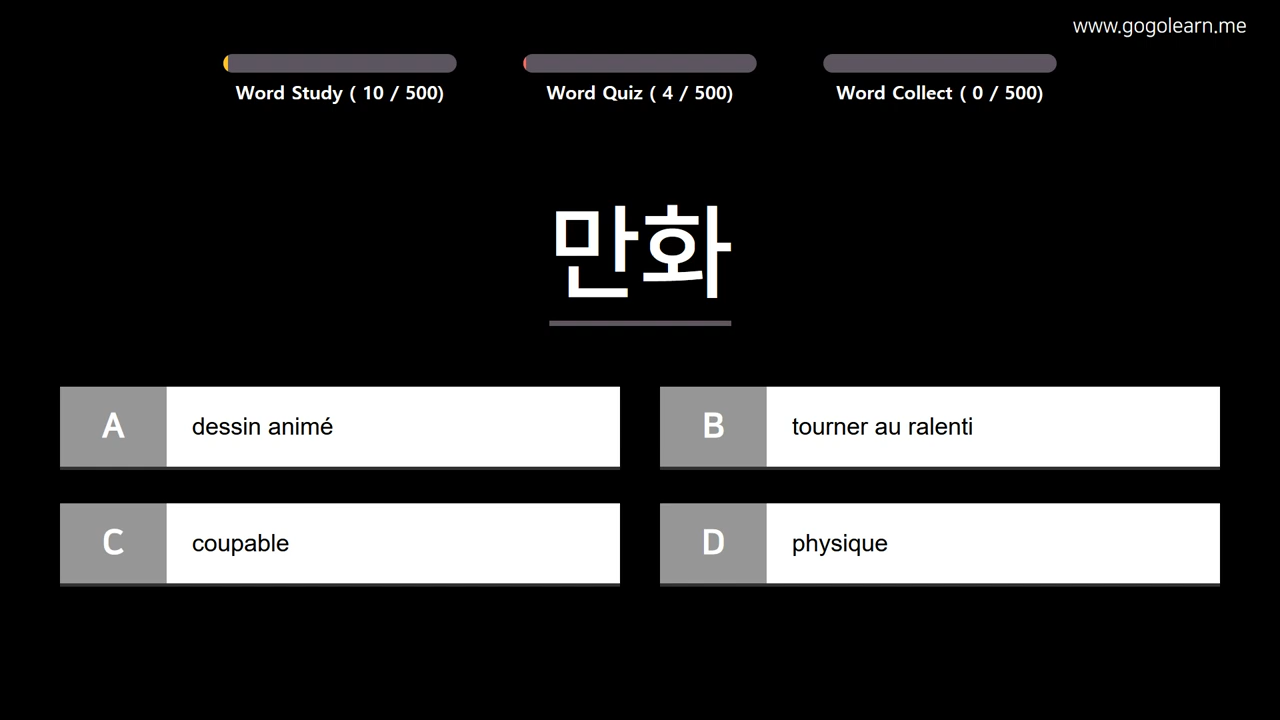 www.gogolearn.me
Word Study ( 10 / 500)
Word Quiz ( 4 / 500)
Word Collect ( 0 / 500)
만화
A dessin animé
B tourner au ralenti
C coupable
D physique